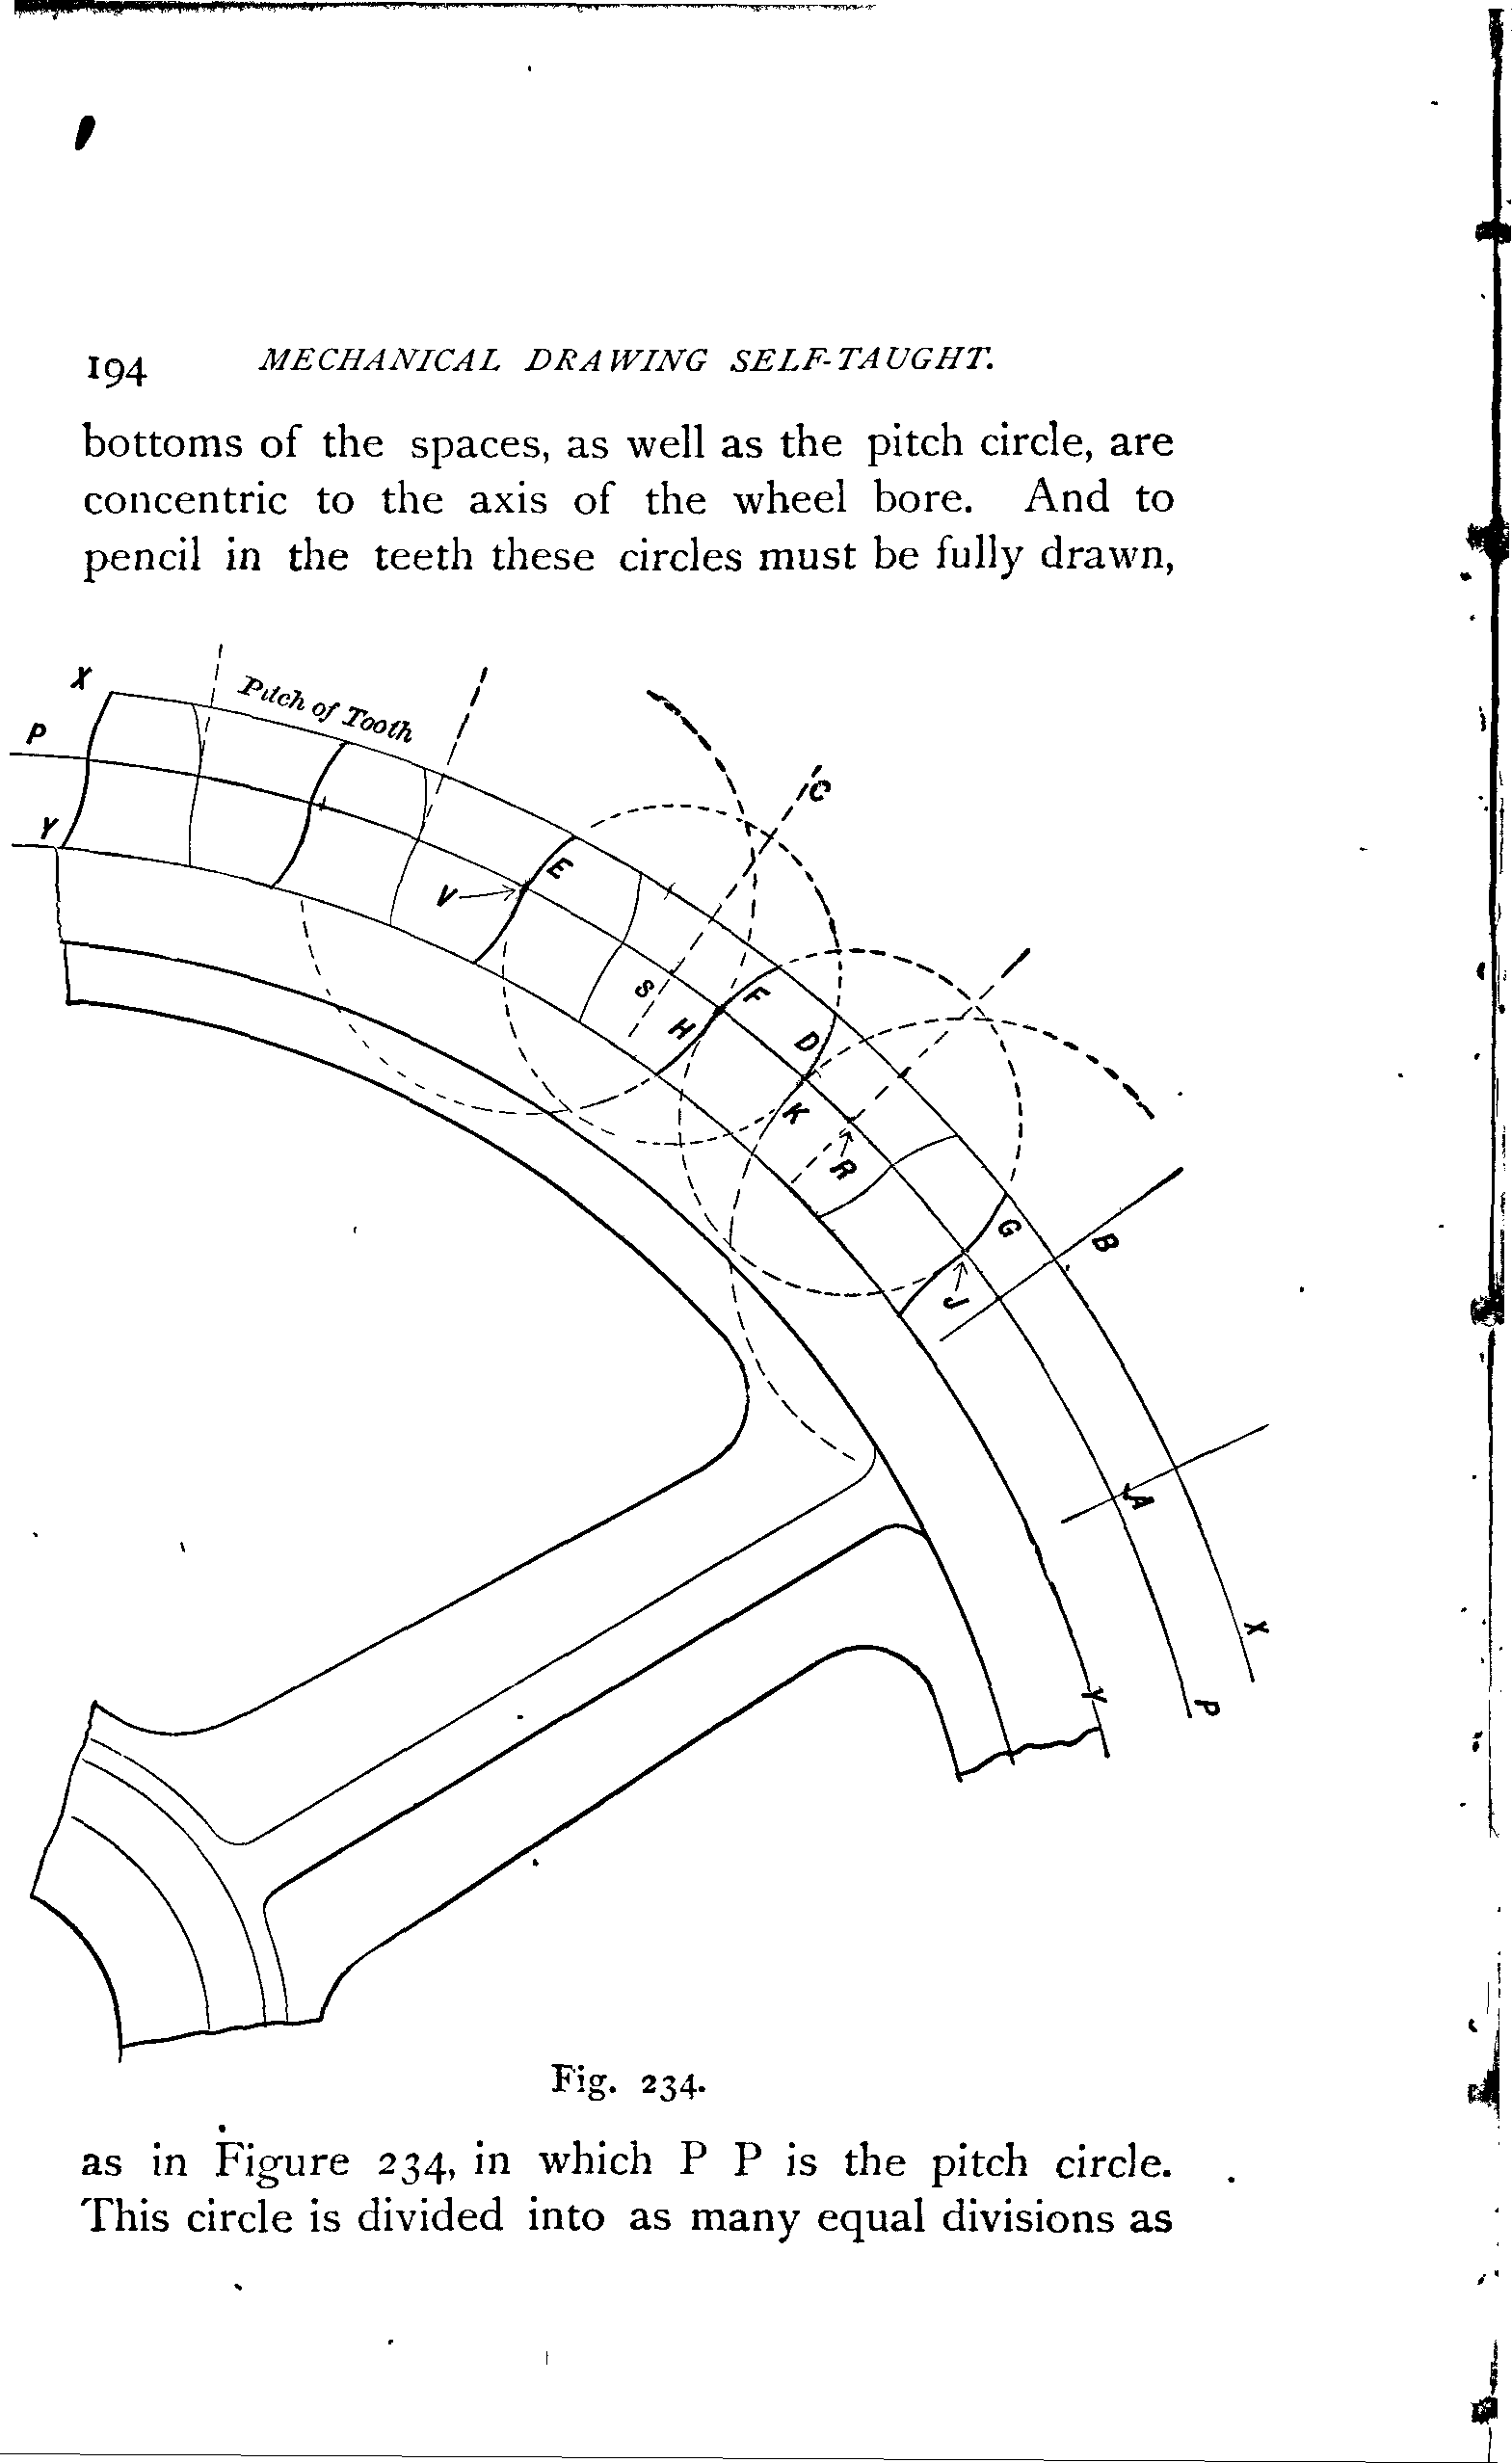 194 MECHANICAL DRAWING SELF-TAUGHT.
bottoms of the spaces, as well as the pitch circle, are
concentric to the axis of the wheel bore. And to
pencil in the teeth these circles must be fully drawn,
X
Pitch of Tooth
P
C
Y
E
V
S
F
H
D
K
R
G
B
J
A
X
Y
P
Fig. 234.
as in Figure 234, in which P P is the pitch circle.
This circle is divided into as many equal divisions as